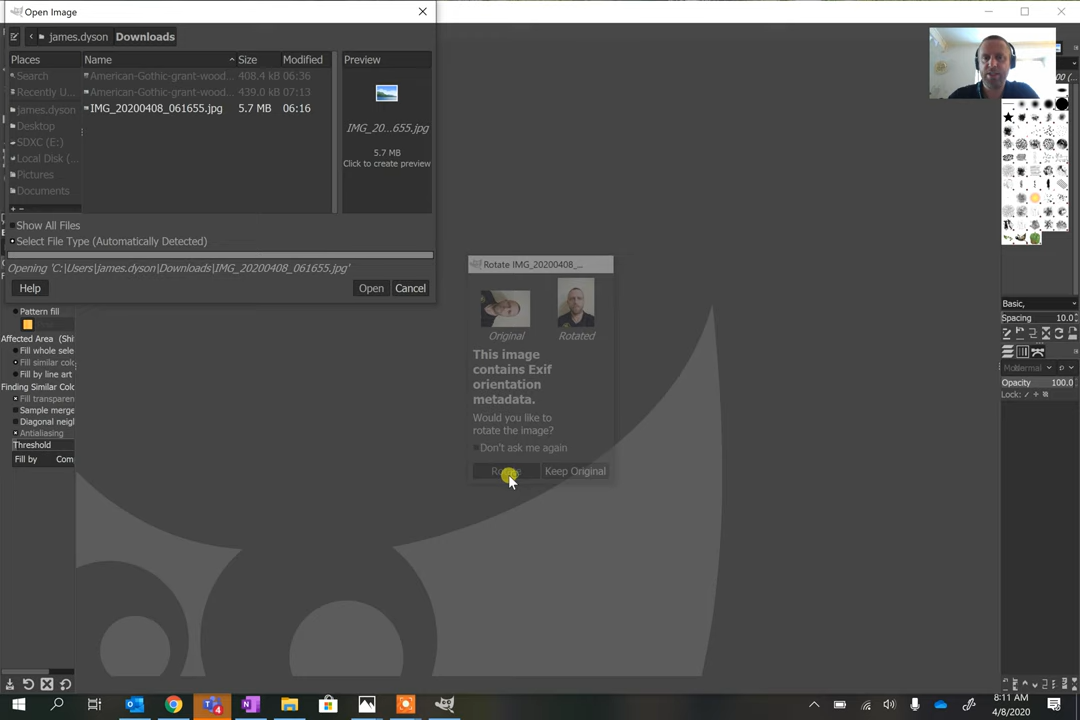 Open Image
james.dyson Downloads
Places
Name Size Modified
Preview
Search
Recently U...
james.dyson
Desktop
SDXC (E:)
Local Disk (...
Pictures
Documents
American-Gothic-grant-wood... 408.4 kB 06:36
American-Gothic-grant-wood... 439.0 kB 07:13
IMG_20200408_061655.jpg 5.7 MB 06:16
IMG_20...655.jpg
5.7 MB
Click to create preview
Show All Files
Select File Type (Automatically Detected)
Opening 'C:\Users\james.dyson\Downloads\IMG_20200408_061655.jpg'
Help
Open
Cancel
Pattern fill
Affected Area (Shi
Fill whole sele
Fill similar col
Fill by line art
Finding Similar Colo
Fill transparen
Sample merge
Diagonal neigh
Antialiasing
Threshold
Fill by Com
Rotate IMG_20200408_...
Original
Rotated
This image
contains Exif
orientation
metadata.
Would you like to
rotate the image?
Don't ask me again
Keep Original
Basic,
Spacing 10.0
Normal
Opacity 100.0
Lock:
4
8:11 AM
4/8/2020